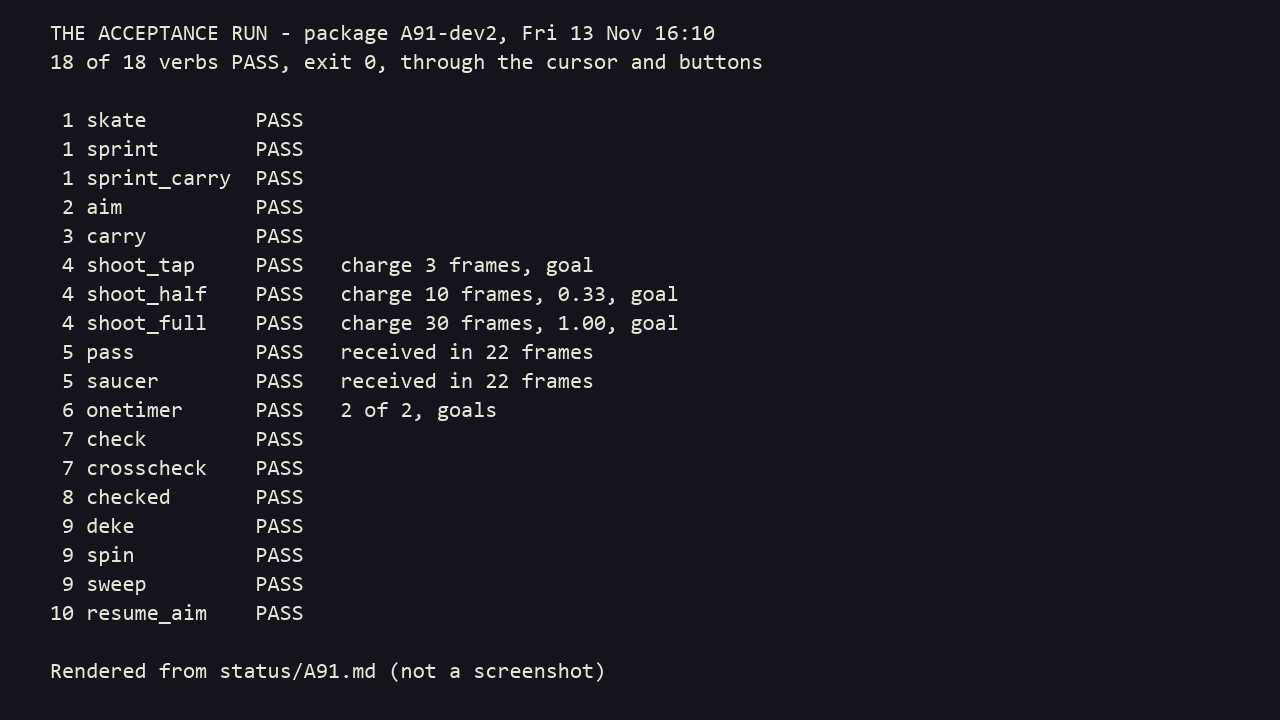 THE ACCEPTANCE RUN - package A91-dev2, Fri 13 Nov 16:10
18 of 18 verbs PASS, exit 0, through the cursor and buttons
1 skate PASS
1 sprint PASS
1 sprint_carry PASS
2 aim PASS
3 carry PASS
4 shoot_tap PASS charge 3 frames, goal
4 shoot_half PASS charge 10 frames, 0.33, goal
4 shoot_full PASS charge 30 frames, 1.00, goal
5 pass PASS received in 22 frames
5 saucer PASS received in 22 frames
6 onetimer PASS 2 of 2, goals
7 check PASS
7 crosscheck PASS
8 checked PASS
9 deke PASS
9 spin PASS
9 sweep PASS
10 resume_aim PASS
Rendered from status/A91.md (not a screenshot)